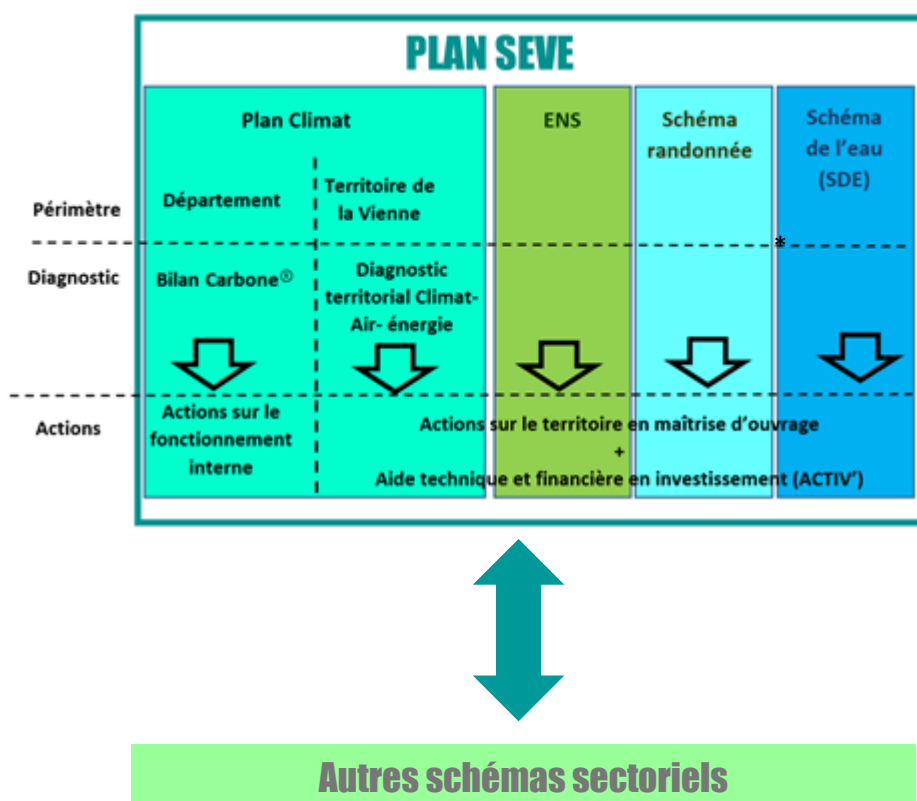 PLAN SEVE
Plan Climat
ENS
Schéma
randonnée
Schéma
de l’eau
(SDE)
Périmètre
Département
Territoire de
la Vienne
*
Diagnostic
Bilan Carbone®
Diagnostic
territorial Climat-
Air- énergie
Actions
Actions sur le
fonctionnement
interne
Actions sur le territoire en maîtrise d’ouvrage
+
Aide technique et financière en investissement (ACTIV’)
Autres schémas sectoriels